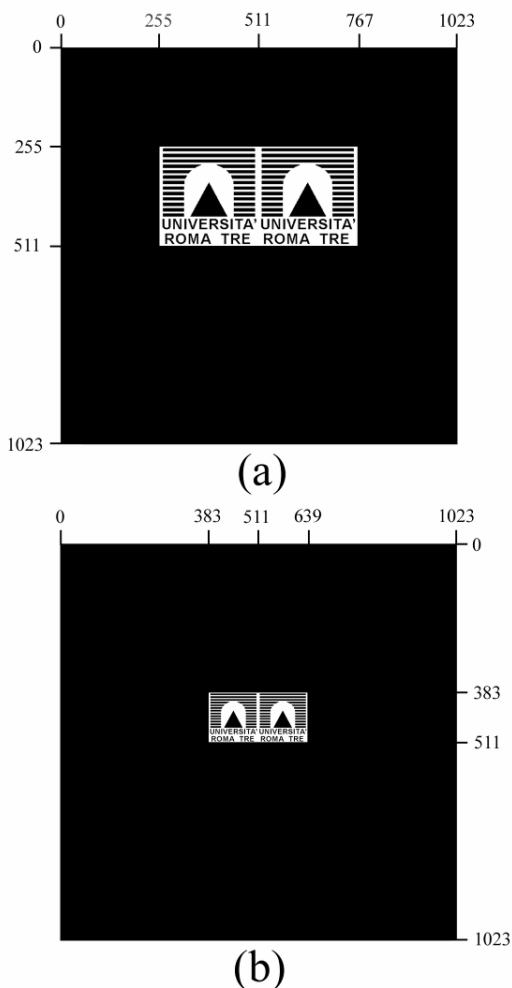 0 255 511 767 1023
0
255
UNIVERSITA' UNIVERSITA'
ROMA TRE ROMA TRE
511
1023
(a)
0 383 511 639 1023
0
383
UNIVERSITA' UNIVERSITA'
ROMA TRE ROMA TRE
511
1023
(b)